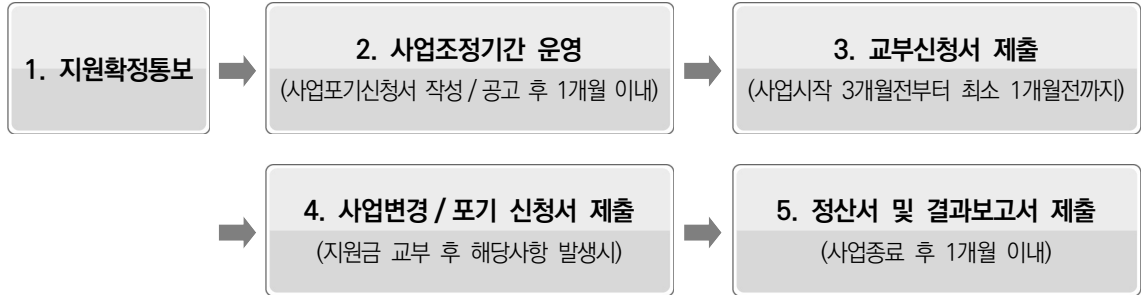 1. 지원확정통보
2. 사업조정기간 운영
(사업포기신청서 작성 / 공고 후 1개월 이내)
3. 교부신청서 제출
(사업시작 3개월전부터 최소 1개월전까지)
4. 사업변경 / 포기 신청서 제출
(지원금 교부 후 해당사항 발생시)
5. 정산서 및 결과보고서 제출
(사업종료 후 1개월 이내)